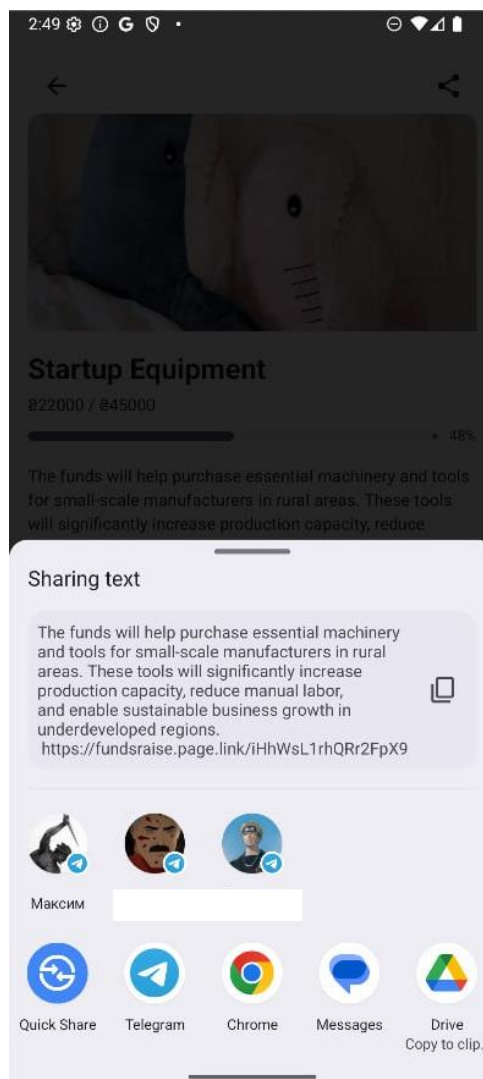 2:49
Startup Equipment
₴22000 / ₴45000
48%
The funds will help purchase essential machinery and tools
for small-scale manufacturers in rural areas. These tools
will significantly increase production capacity, reduce
Sharing text
The funds will help purchase essential machinery
and tools for small-scale manufacturers in rural
areas. These tools will significantly increase
production capacity, reduce manual labor,
and enable sustainable business growth in
underdeveloped regions.
https://fundsraise.page.link/iHhWsL1rhQRr2FpX9
Максим
Quick Share Telegram Chrome Messages Drive
Copy to clip.